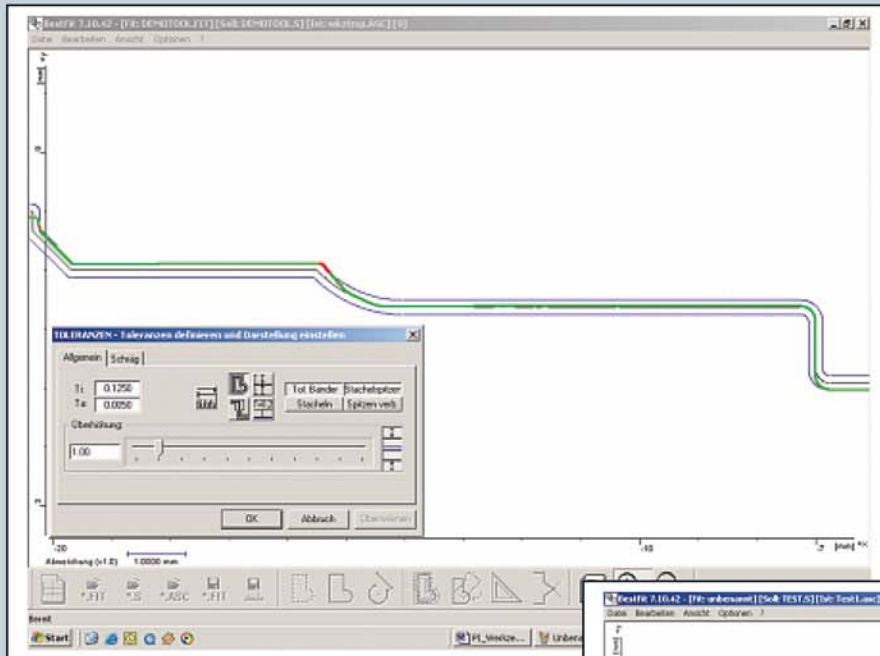 BestFit 7.10.42 - [Fit: DEMOTOOL.FIT] [Soll: DEMOTOOL.S] [Ist: wkztmp.ASC] [0]
Datei Bearbeiten Ansicht Optionen ?
TOLERANZEN - Toleranzen definieren und Darstellung einstellen
Allgemein Schräg
Ti: 0.1250
Ta: 0.0050
Tol. Bänder Stachelspitzen
Stacheln Spitzen verb.
Überhöhung:
1.00
OK Abbruch Übernehmen
-20 -10
Abweichung (x1.0) 1.0000 mm
*.FIT *.S *.ASC *.FIT
Bereit
Start PI_Werkze... Unbena
BestFit 7.10.42 - [Fit: unbenannt] [Soll: TEST.S] [Ist: Test1.asc]
Datei Bearbeiten Ansicht Optionen ?